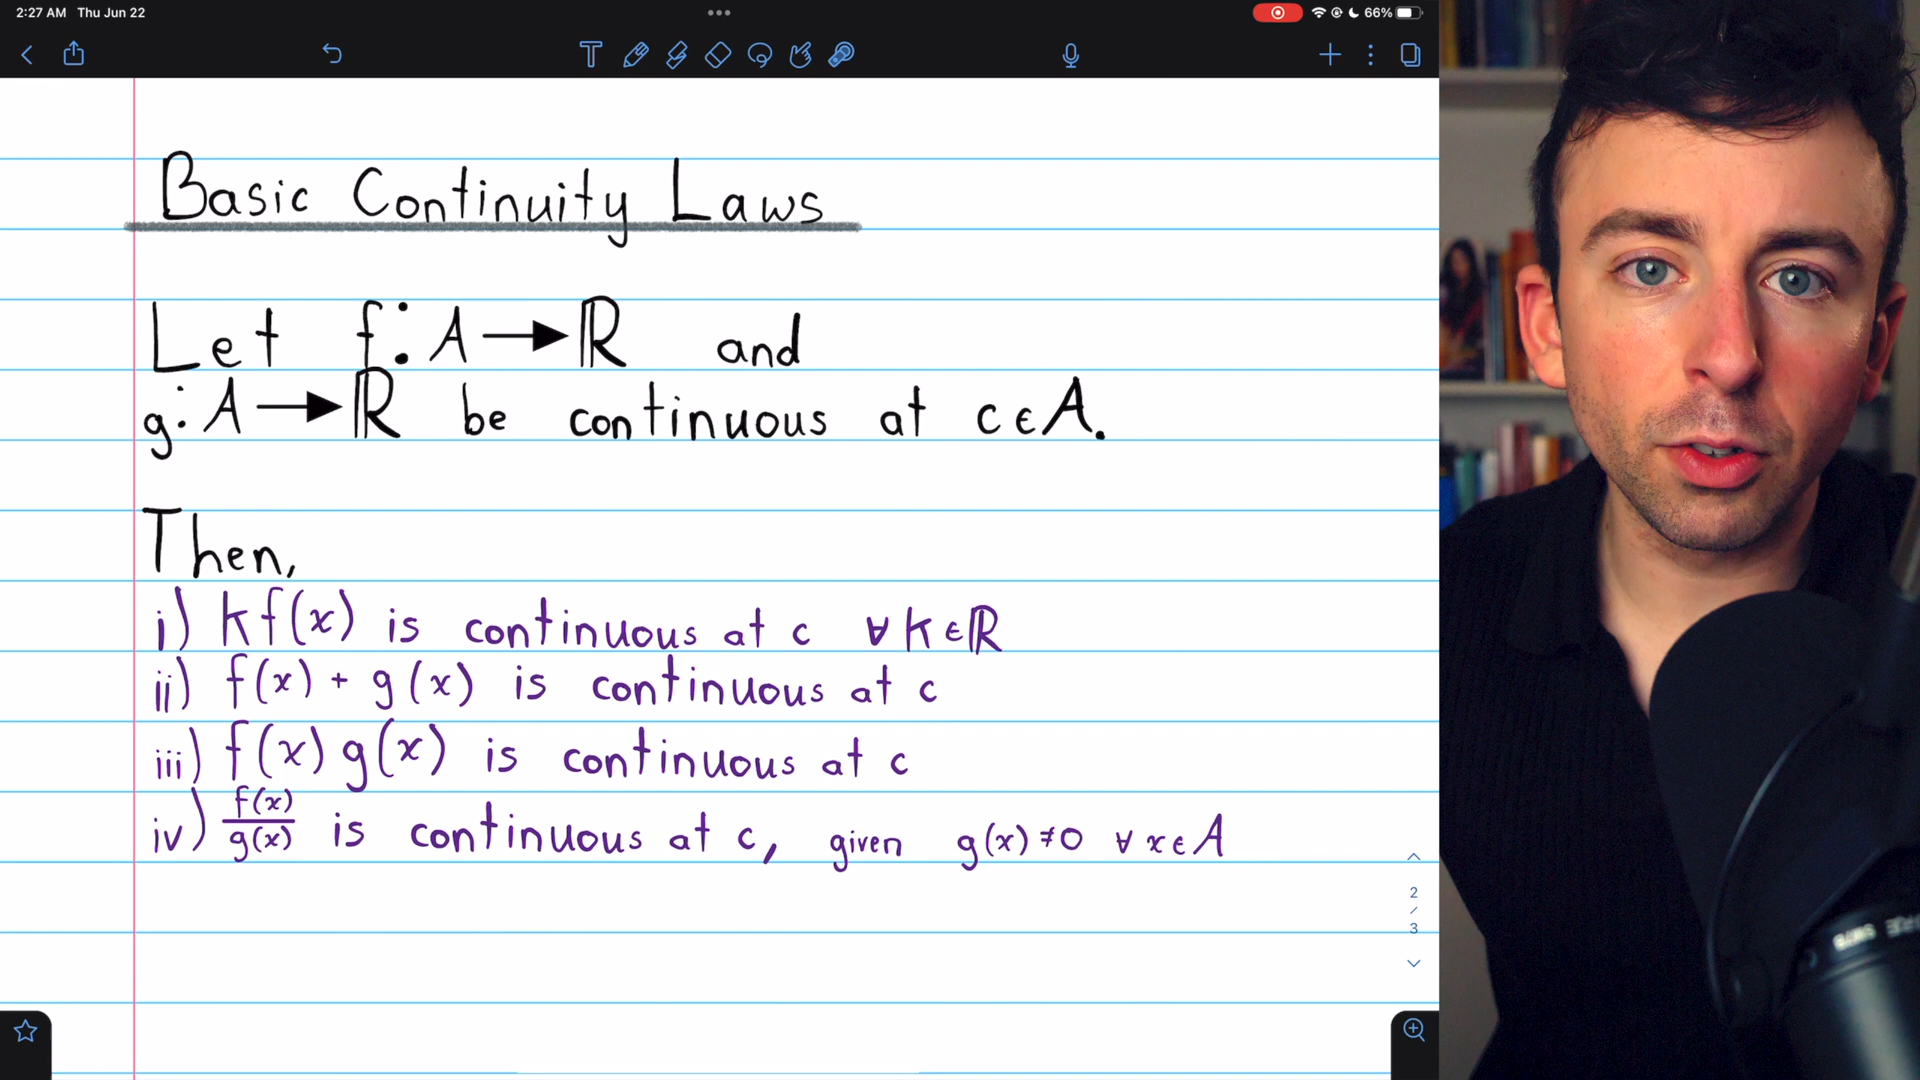 2:27 AM Thu Jun 22
66%
Basic Continuity Laws
Let f: A → ℝ and
g: A → ℝ be continuous at c ∈ A.
Then,
i) kf(x) is continuous at c ∀ k ∈ ℝ
ii) f(x) + g(x) is continuous at c
iii) f(x) g(x) is continuous at c
iv) f(x)/g(x) is continuous at c, given g(x) ≠ 0 ∀ x ∈ A
2
/
3